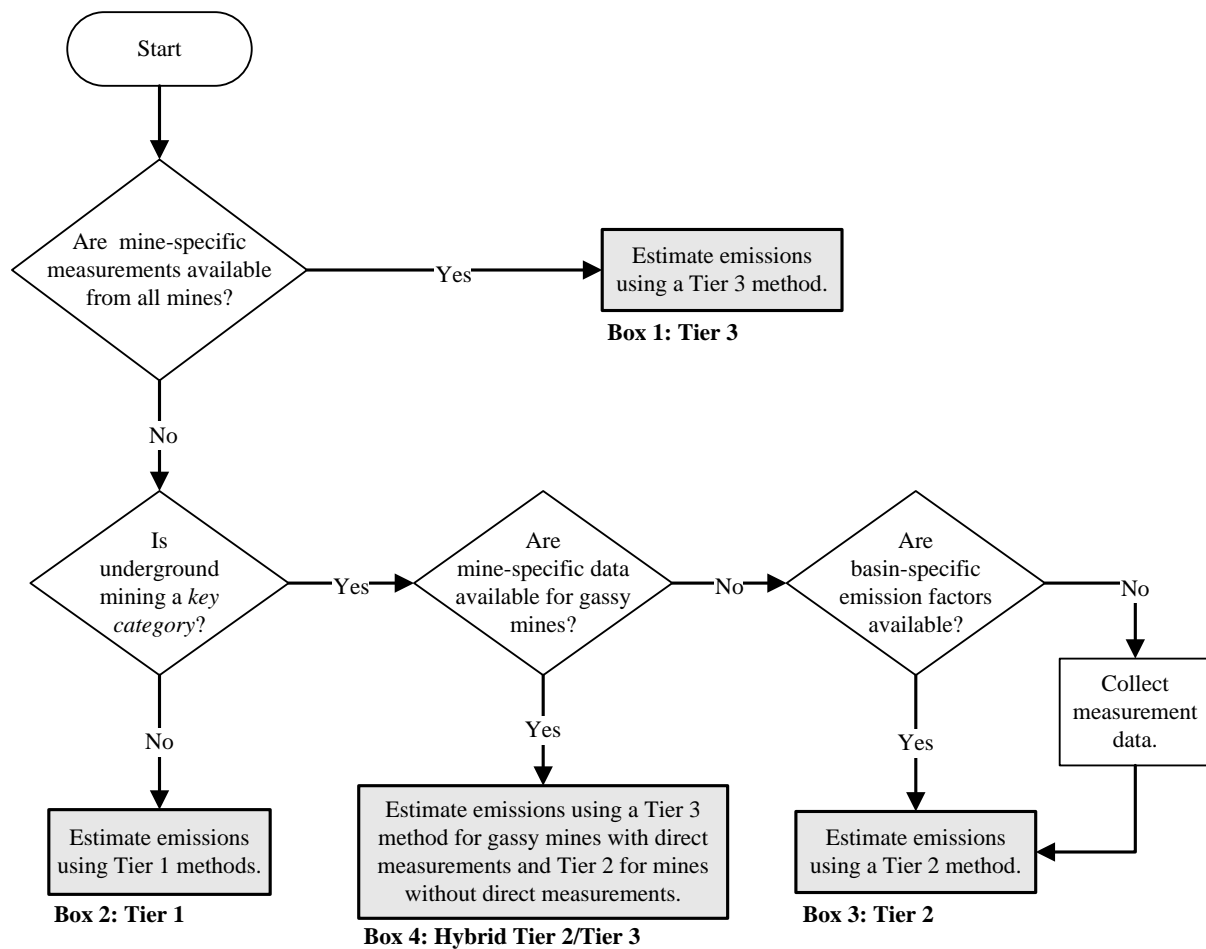 Start
Are mine-specific
measurements available
from all mines?
Yes
Estimate emissions
using a Tier 3 method.
Box 1: Tier 3
No
Is
underground
mining a key
category?
Yes
Are
mine-specific data
available for gassy
mines?
No
Are
basin-specific
emission factors
available?
No
Collect
measurement
data.
No
Yes
Yes
Estimate emissions
using Tier 1 methods.
Box 2: Tier 1
Estimate emissions using a Tier 3
method for gassy mines with direct
measurements and Tier 2 for mines
without direct measurements.
Box 4: Hybrid Tier 2/Tier 3
Estimate emissions
using a Tier 2 method.
Box 3: Tier 2